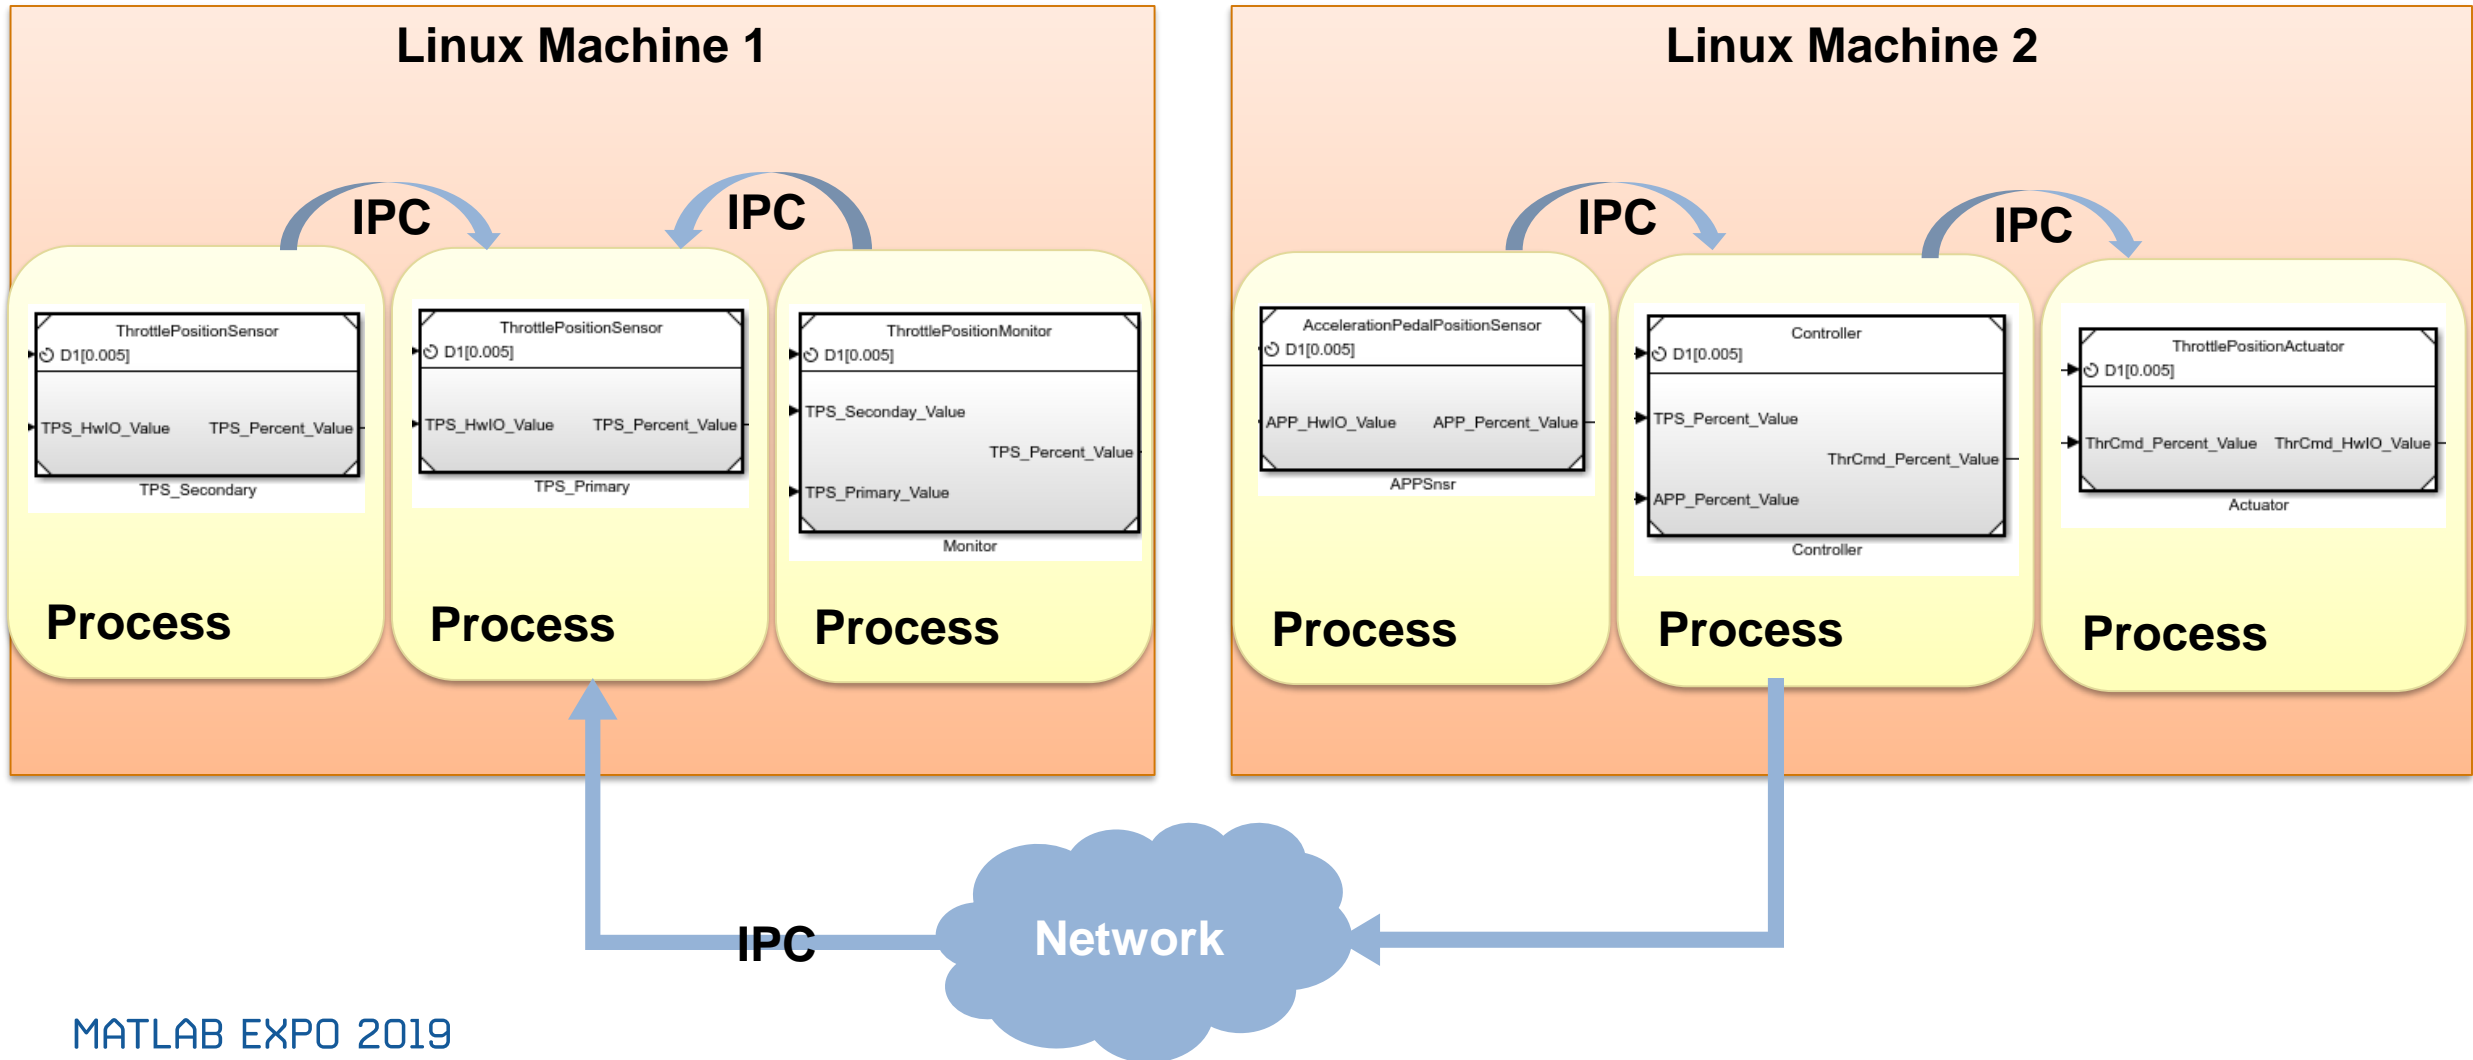 Linux Machine 1
IPC
IPC
ThrottlePositionSensor
D1[0.005]
TPS_HwIO_Value TPS_Percent_Value
TPS_Secondary
Process
ThrottlePositionSensor
D1[0.005]
TPS_HwIO_Value TPS_Percent_Value
TPS_Primary
Process
ThrottlePositionMonitor
D1[0.005]
TPS_Seconday_Value
TPS_Percent_Value
TPS_Primary_Value
Monitor
Process
Linux Machine 2
IPC
IPC
AccelerationPedalPositionSensor
D1[0.005]
APP_HwIO_Value APP_Percent_Value
APPSnsr
Process
Controller
D1[0.005]
TPS_Percent_Value
ThrCmd_Percent_Value
APP_Percent_Value
Controller
Process
ThrottlePositionActuator
D1[0.005]
ThrCmd_Percent_Value ThrCmd_HwIO_Value
Actuator
Process
IPC
Network
MATLAB EXPO 2019